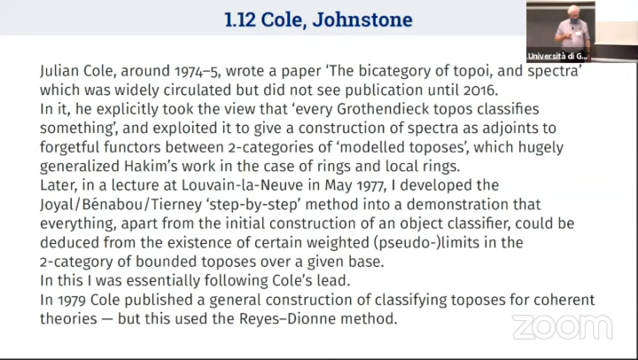 1.12 Cole, Johnstone
Università di G...
Julian Cole, around 1974–5, wrote a paper ‘The bicategory of topoi, and spectra’
which was widely circulated but did not see publication until 2016.
In it, he explicitly took the view that ‘every Grothendieck topos classifies
something’, and exploited it to give a construction of spectra as adjoints to
forgetful functors between 2-categories of ‘modelled toposes’, which hugely
generalized Hakim’s work in the case of rings and local rings.
Later, in a lecture at Louvain-la-Neuve in May 1977, I developed the
Joyal/Bénabou/Tierney ‘step-by-step’ method into a demonstration that
everything, apart from the initial construction of an object classifier, could be
deduced from the existence of certain weighted (pseudo-)limits in the
2-category of bounded toposes over a given base.
In this I was essentially following Cole’s lead.
In 1979 Cole published a general construction of classifying toposes for coherent
theories — but this used the Reyes–Dionne method.
zoom